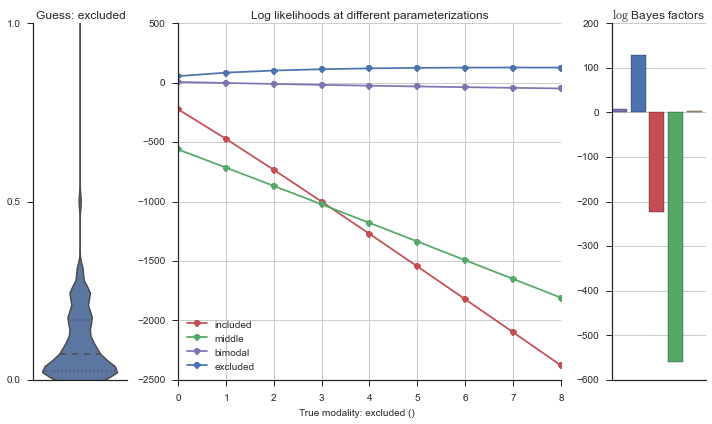 Guess: excluded
1.0
0.5
0.0
Log likelihoods at different parameterizations
500
0
−500
−1000
−1500
−2000
−2500
included
middle
bimodal
excluded
0 1 2 3 4 5 6 7 8
True modality: excluded ()
log Bayes factors
200
100
0
−100
−200
−300
−400
−500
−600